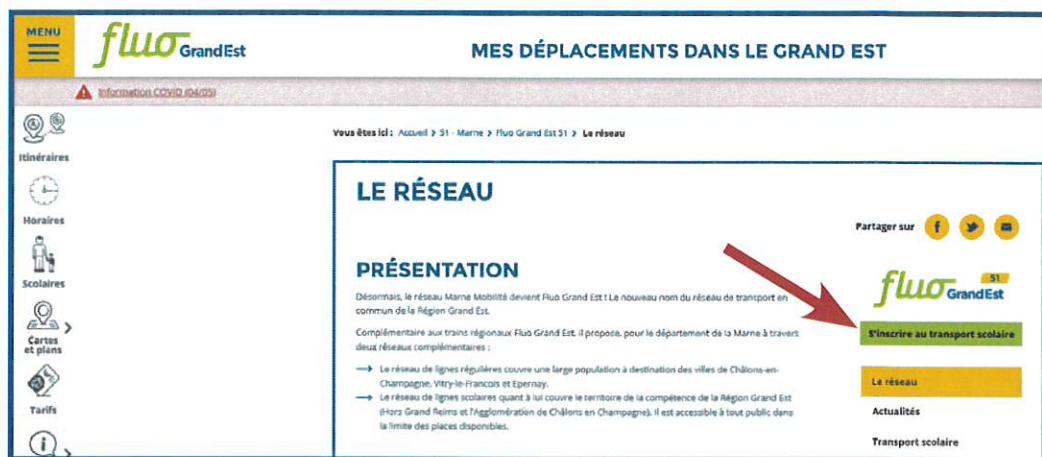 MENU
fluo Grand Est
MES DÉPLACEMENTS DANS LE GRAND EST
Information COVID (04/05)
Itinéraires
Horaires
Scolaires
Cartes
et plans
Tarifs
Vous êtes ici : Accueil > 51 - Marne > Fluo Grand Est 51 > Le réseau
LE RÉSEAU
Partager sur
PRÉSENTATION
Désormais, le réseau Marne Mobilité devient Fluo Grand Est ! Le nouveau nom du réseau de transport en
commun de la Région Grand Est.
Complémentaire aux trains régionaux Fluo Grand Est, il propose, pour le département de la Marne à travers
deux réseaux complémentaires :
Le réseau de lignes régulières couvre une large population à destination des villes de Châlons-en-
Champagne, Vitry-le-Francois et Epernay.
Le réseau de lignes scolaires quant à lui couvre le territoire de la compétence de la Région Grand Est
(Hors Grand Reims et l'Agglomération de Châlons en Champagne). Il est accessible à tout public dans
la limite des places disponibles.
51
fluo Grand Est
S'inscrire au transport scolaire
Le réseau
Actualités
Transport scolaire